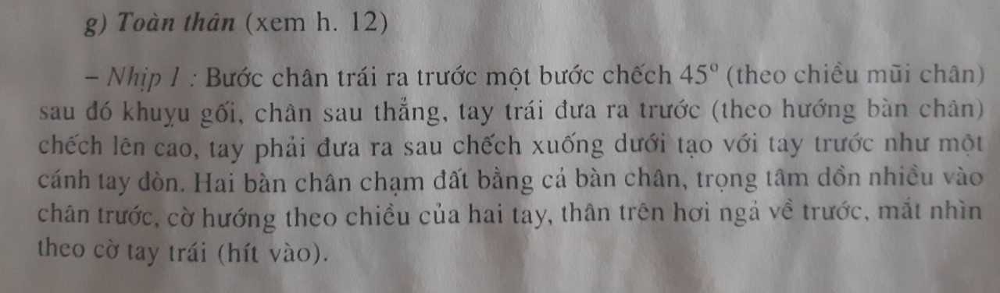 g) Toàn thân (xem h. 12)
– Nhịp 1 : Bước chân trái ra trước một bước chếch 45° (theo chiều mũi chân)
sau đó khuỵu gối, chân sau thẳng, tay trái đưa ra trước (theo hướng bàn chân)
chếch lên cao, tay phải đưa ra sau chếch xuống dưới tạo với tay trước như một
cánh tay đòn. Hai bàn chân chạm đất bằng cả bàn chân, trọng tâm dồn nhiều vào
chân trước, cờ hướng theo chiều của hai tay, thân trên hơi ngả về trước, mắt nhìn
theo cờ tay trái (hít vào).